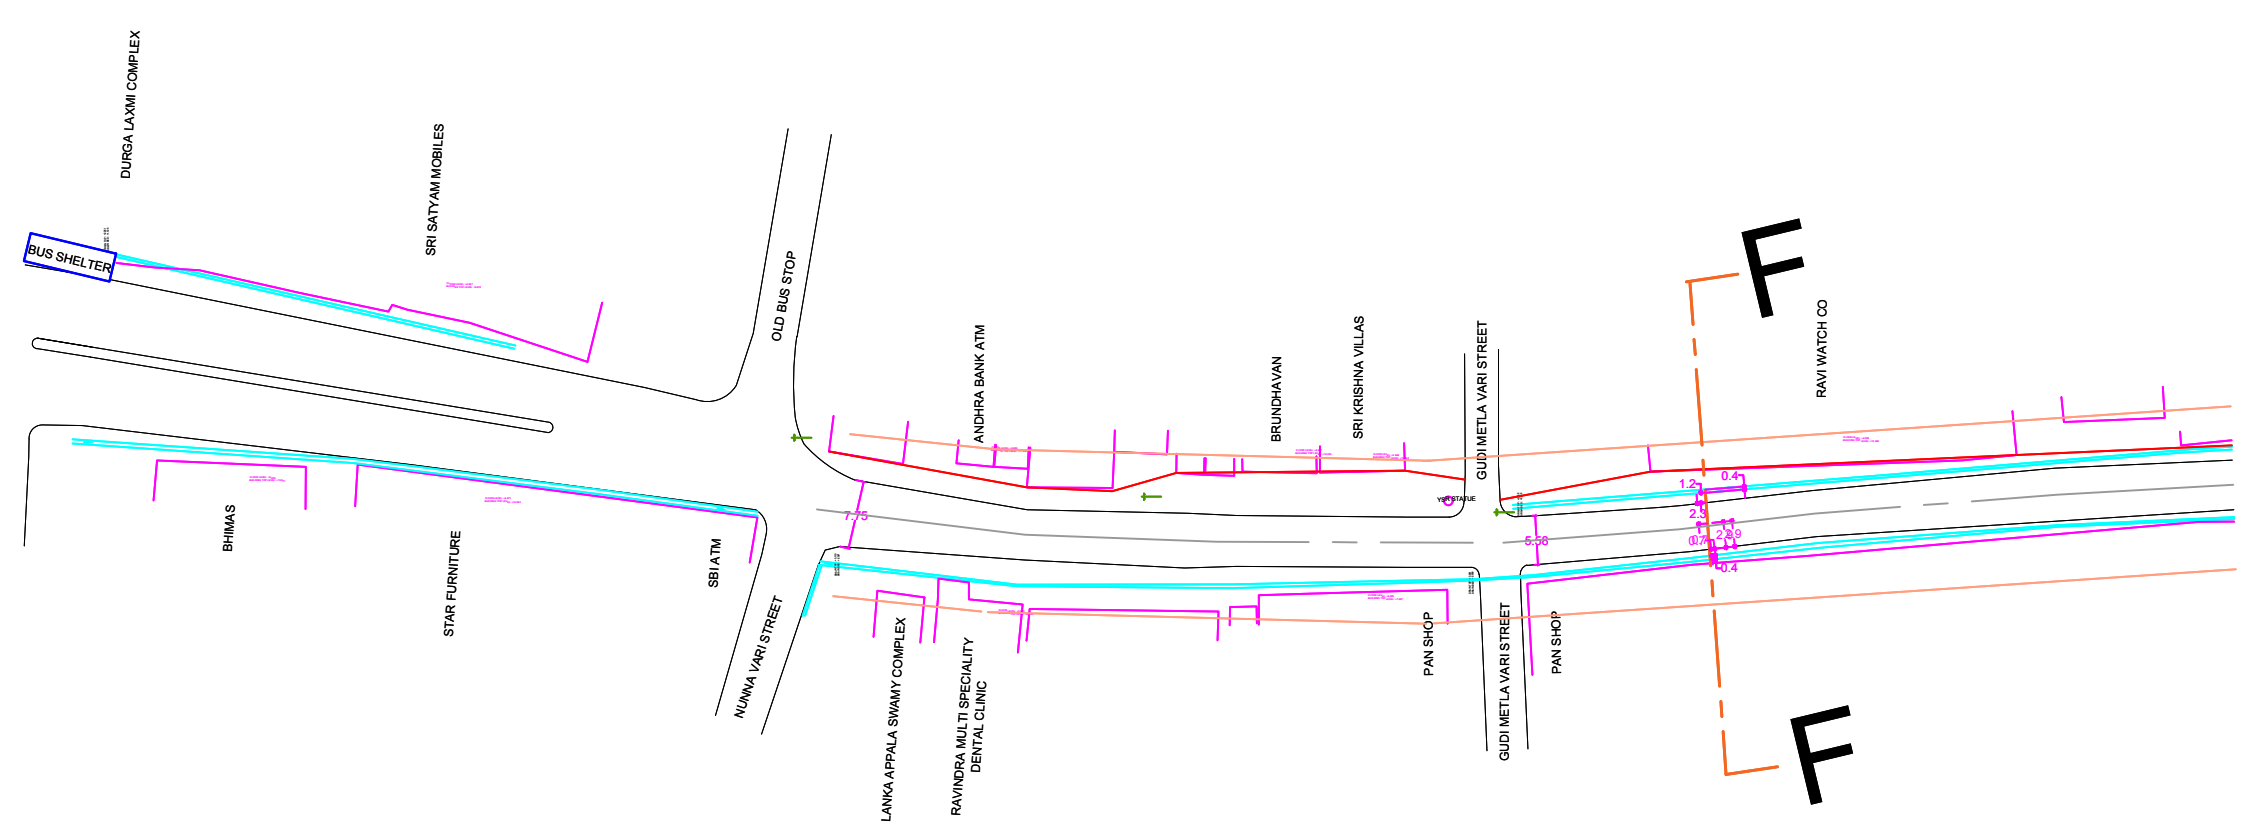 DURGA LAXMI COMPLEX
SRI SATYAM MOBILES
BUS SHELTER
OLD BUS STOP
ANDHRA BANK ATM
BRUNDHAVAN
SRI KRISHNA VILLAS
GUDI METLA VARI STREET
RAVI WATCH CO
F
YSR STATUE
7.75
5.58
1.2
0.4
2.3
0.4
BHIMAS
STAR FURNITURE
SBI ATM
NUNNA VARI STREET
LANKA APPALA SWAMY COMPLEX
RAVINDRA MULTI SPECIALITY
DENTAL CLINIC
PAN SHOP
GUDI METLA VARI STREET
PAN SHOP
F